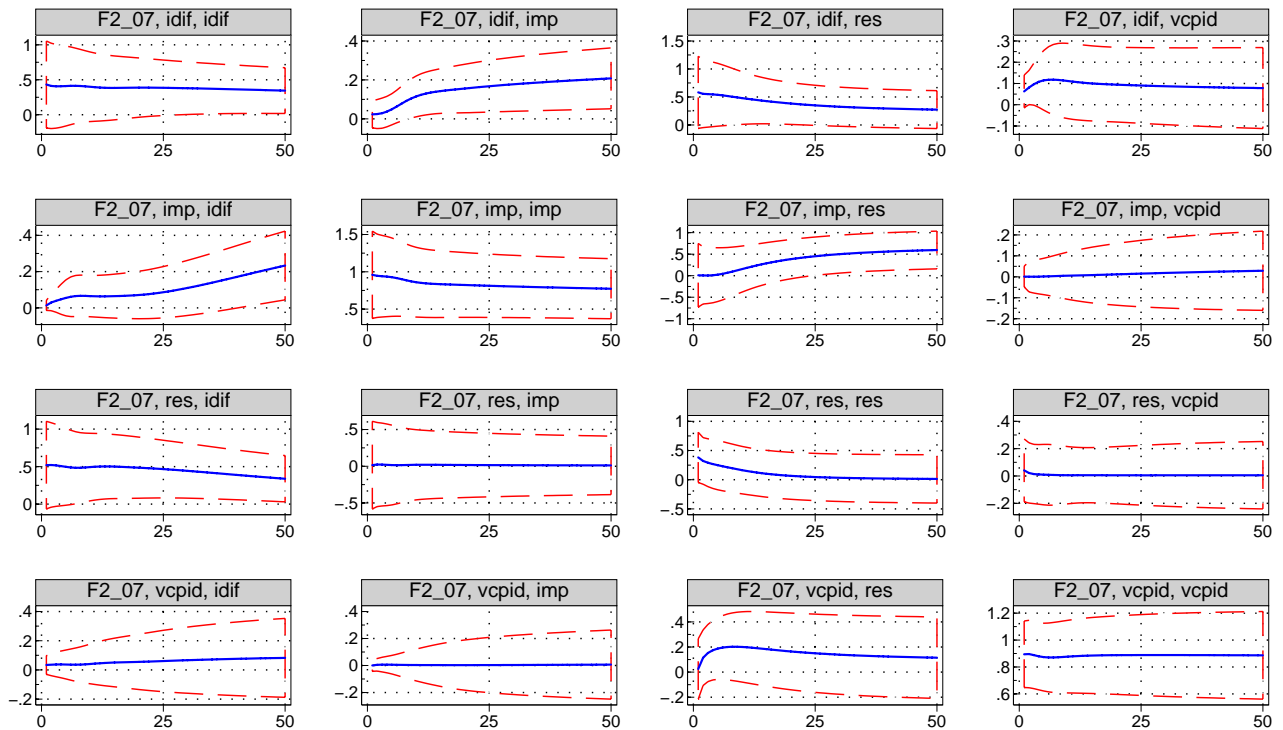 F2_07, idif, idif
F2_07, idif, imp
F2_07, idif, res
F2_07, idif, vcpid
1
.5
0
0 25 50
.4
.2
0
0 25 50
1.5
1
.5
0
0 25 50
.3
.2
.1
0
−.1
0 25 50
F2_07, imp, idif
F2_07, imp, imp
F2_07, imp, res
F2_07, imp, vcpid
.4
.2
0
0 25 50
1.5
1
.5
0 25 50
1
.5
0
−.5
−1
0 25 50
.2
.1
0
−.1
−.2
0 25 50
F2_07, res, idif
F2_07, res, imp
F2_07, res, res
F2_07, res, vcpid
1
.5
0
0 25 50
.5
0
−.5
0 25 50
1
.5
0
−.5
0 25 50
.4
.2
0
−.2
0 25 50
F2_07, vcpid, idif
F2_07, vcpid, imp
F2_07, vcpid, res
F2_07, vcpid, vcpid
.4
.2
0
−.2
0 25 50
.4
.2
0
−.2
0 25 50
.4
.2
0
−.2
0 25 50
1.2
1
.8
.6
0 25 50